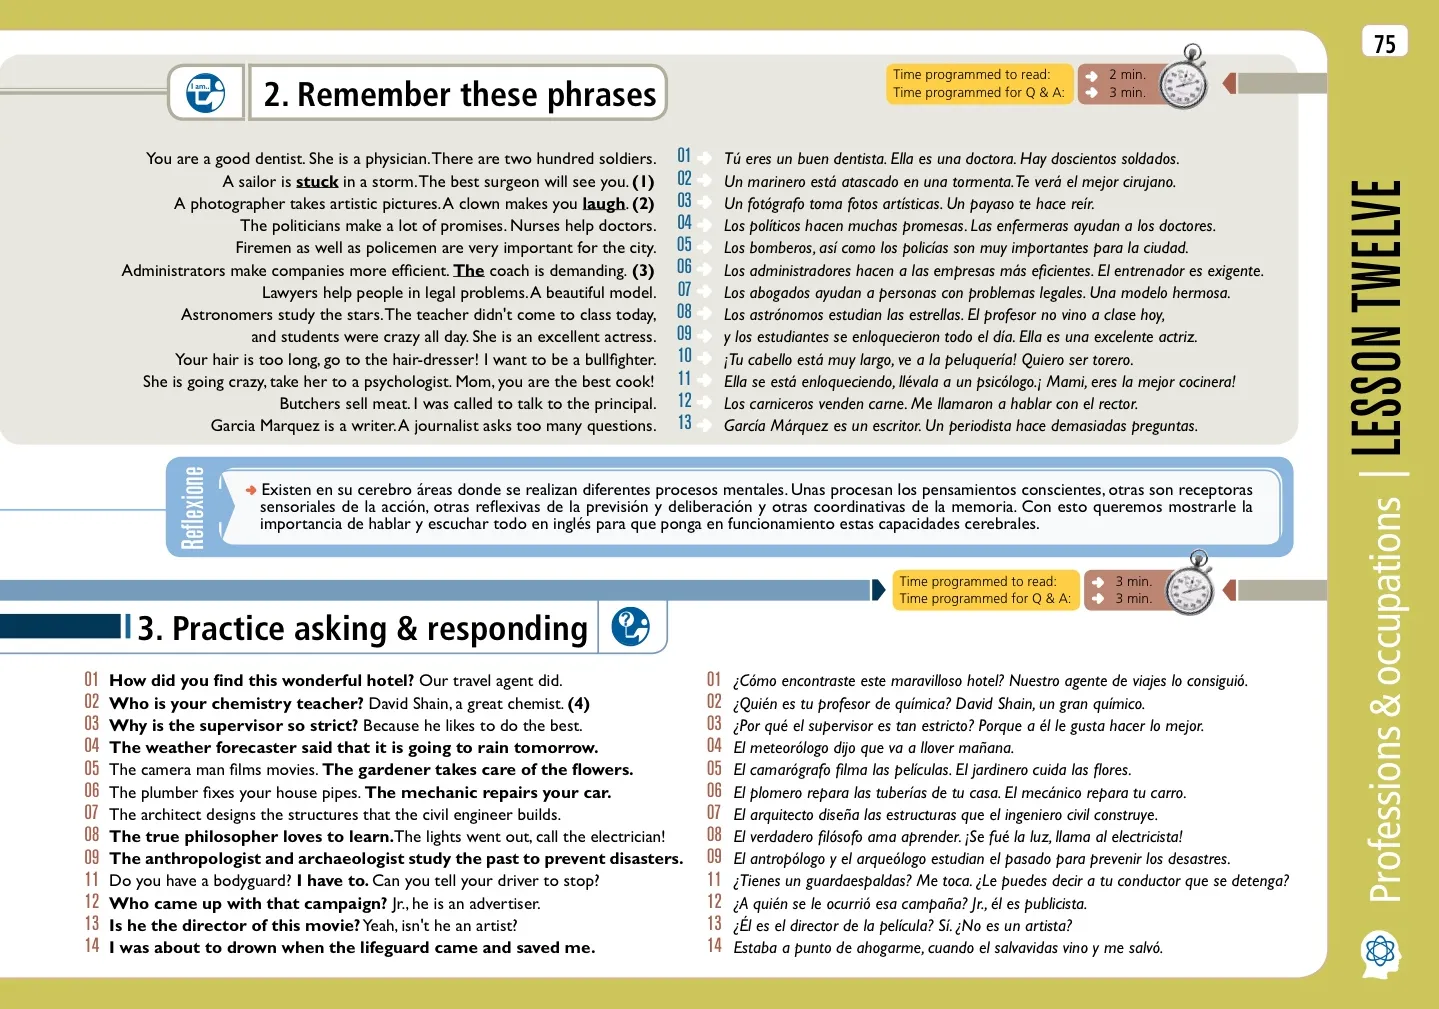 75
I am..
2. Remember these phrases
Time programmed to read: 2 min.
Time programmed for Q & A: 3 min.
You are a good dentist. She is a physician. There are two hundred soldiers. 01 Tú eres un buen dentista. Ella es una doctora. Hay doscientos soldados.
A sailor is stuck in a storm. The best surgeon will see you. (1) 02 Un marinero está atascado en una tormenta. Te verá el mejor cirujano.
A photographer takes artistic pictures. A clown makes you laugh. (2) 03 Un fotógrafo toma fotos artísticas. Un payaso te hace reír.
The politicians make a lot of promises. Nurses help doctors. 04 Los políticos hacen muchas promesas. Las enfermeras ayudan a los doctores.
Firemen as well as policemen are very important for the city. 05 Los bomberos, así como los policías son muy importantes para la ciudad.
Administrators make companies more efficient. The coach is demanding. (3) 06 Los administradores hacen a las empresas más eficientes. El entrenador es exigente.
Lawyers help people in legal problems. A beautiful model. 07 Los abogados ayudan a personas con problemas legales. Una modelo hermosa.
Astronomers study the stars. The teacher didn't come to class today, 08 Los astrónomos estudian las estrellas. El profesor no vino a clase hoy,
and students were crazy all day. She is an excellent actress. 09 y los estudiantes se enloquecieron todo el día. Ella es una excelente actriz.
Your hair is too long, go to the hair-dresser! I want to be a bullfighter. 10 ¡Tu cabello está muy largo, ve a la peluquería! Quiero ser torero.
She is going crazy, take her to a psychologist. Mom, you are the best cook! 11 Ella se está enloqueciendo, llévala a un psicólogo.¡ Mami, eres la mejor cocinera!
Butchers sell meat. I was called to talk to the principal. 12 Los carniceros venden carne. Me llamaron a hablar con el rector.
Garcia Marquez is a writer. A journalist asks too many questions. 13 García Márquez es un escritor. Un periodista hace demasiadas preguntas.
Reflexione
Existen en su cerebro áreas donde se realizan diferentes procesos mentales. Unas procesan los pensamientos conscientes, otras son receptoras
sensoriales de la acción, otras reflexivas de la previsión y deliberación y otras coordinativas de la memoria. Con esto queremos mostrarle la
importancia de hablar y escuchar todo en inglés para que ponga en funcionamiento estas capacidades cerebrales.
Time programmed to read: 3 min.
Time programmed for Q & A: 3 min.
3. Practice asking & responding
?
01 How did you find this wonderful hotel? Our travel agent did. 01 ¿Cómo encontraste este maravilloso hotel? Nuestro agente de viajes lo consiguió.
02 Who is your chemistry teacher? David Shain, a great chemist. (4) 02 ¿Quién es tu profesor de química? David Shain, un gran químico.
03 Why is the supervisor so strict? Because he likes to do the best. 03 ¿Por qué el supervisor es tan estricto? Porque a él le gusta hacer lo mejor.
04 The weather forecaster said that it is going to rain tomorrow. 04 El meteorólogo dijo que va a llover mañana.
05 The camera man films movies. The gardener takes care of the flowers. 05 El camarógrafo filma las películas. El jardinero cuida las flores.
06 The plumber fixes your house pipes. The mechanic repairs your car. 06 El plomero repara las tuberías de tu casa. El mecánico repara tu carro.
07 The architect designs the structures that the civil engineer builds. 07 El arquitecto diseña las estructuras que el ingeniero civil construye.
08 The true philosopher loves to learn. The lights went out, call the electrician! 08 El verdadero filósofo ama aprender. ¡Se fué la luz, llama al electricista!
09 The anthropologist and archaeologist study the past to prevent disasters. 09 El antropólogo y el arqueólogo estudian el pasado para prevenir los desastres.
11 Do you have a bodyguard? I have to. Can you tell your driver to stop? 11 ¿Tienes un guardaespaldas? Me toca. ¿Le puedes decir a tu conductor que se detenga?
12 Who came up with that campaign? Jr., he is an advertiser. 12 ¿A quién se le ocurrió esa campaña? Jr., él es publicista.
13 Is he the director of this movie? Yeah, isn't he an artist? 13 ¿Él es el director de la película? Sí. ¿No es un artista?
14 I was about to drown when the lifeguard came and saved me. 14 Estaba a punto de ahogarme, cuando el salvavidas vino y me salvó.
Professions & occupations | LESSON TWELVE